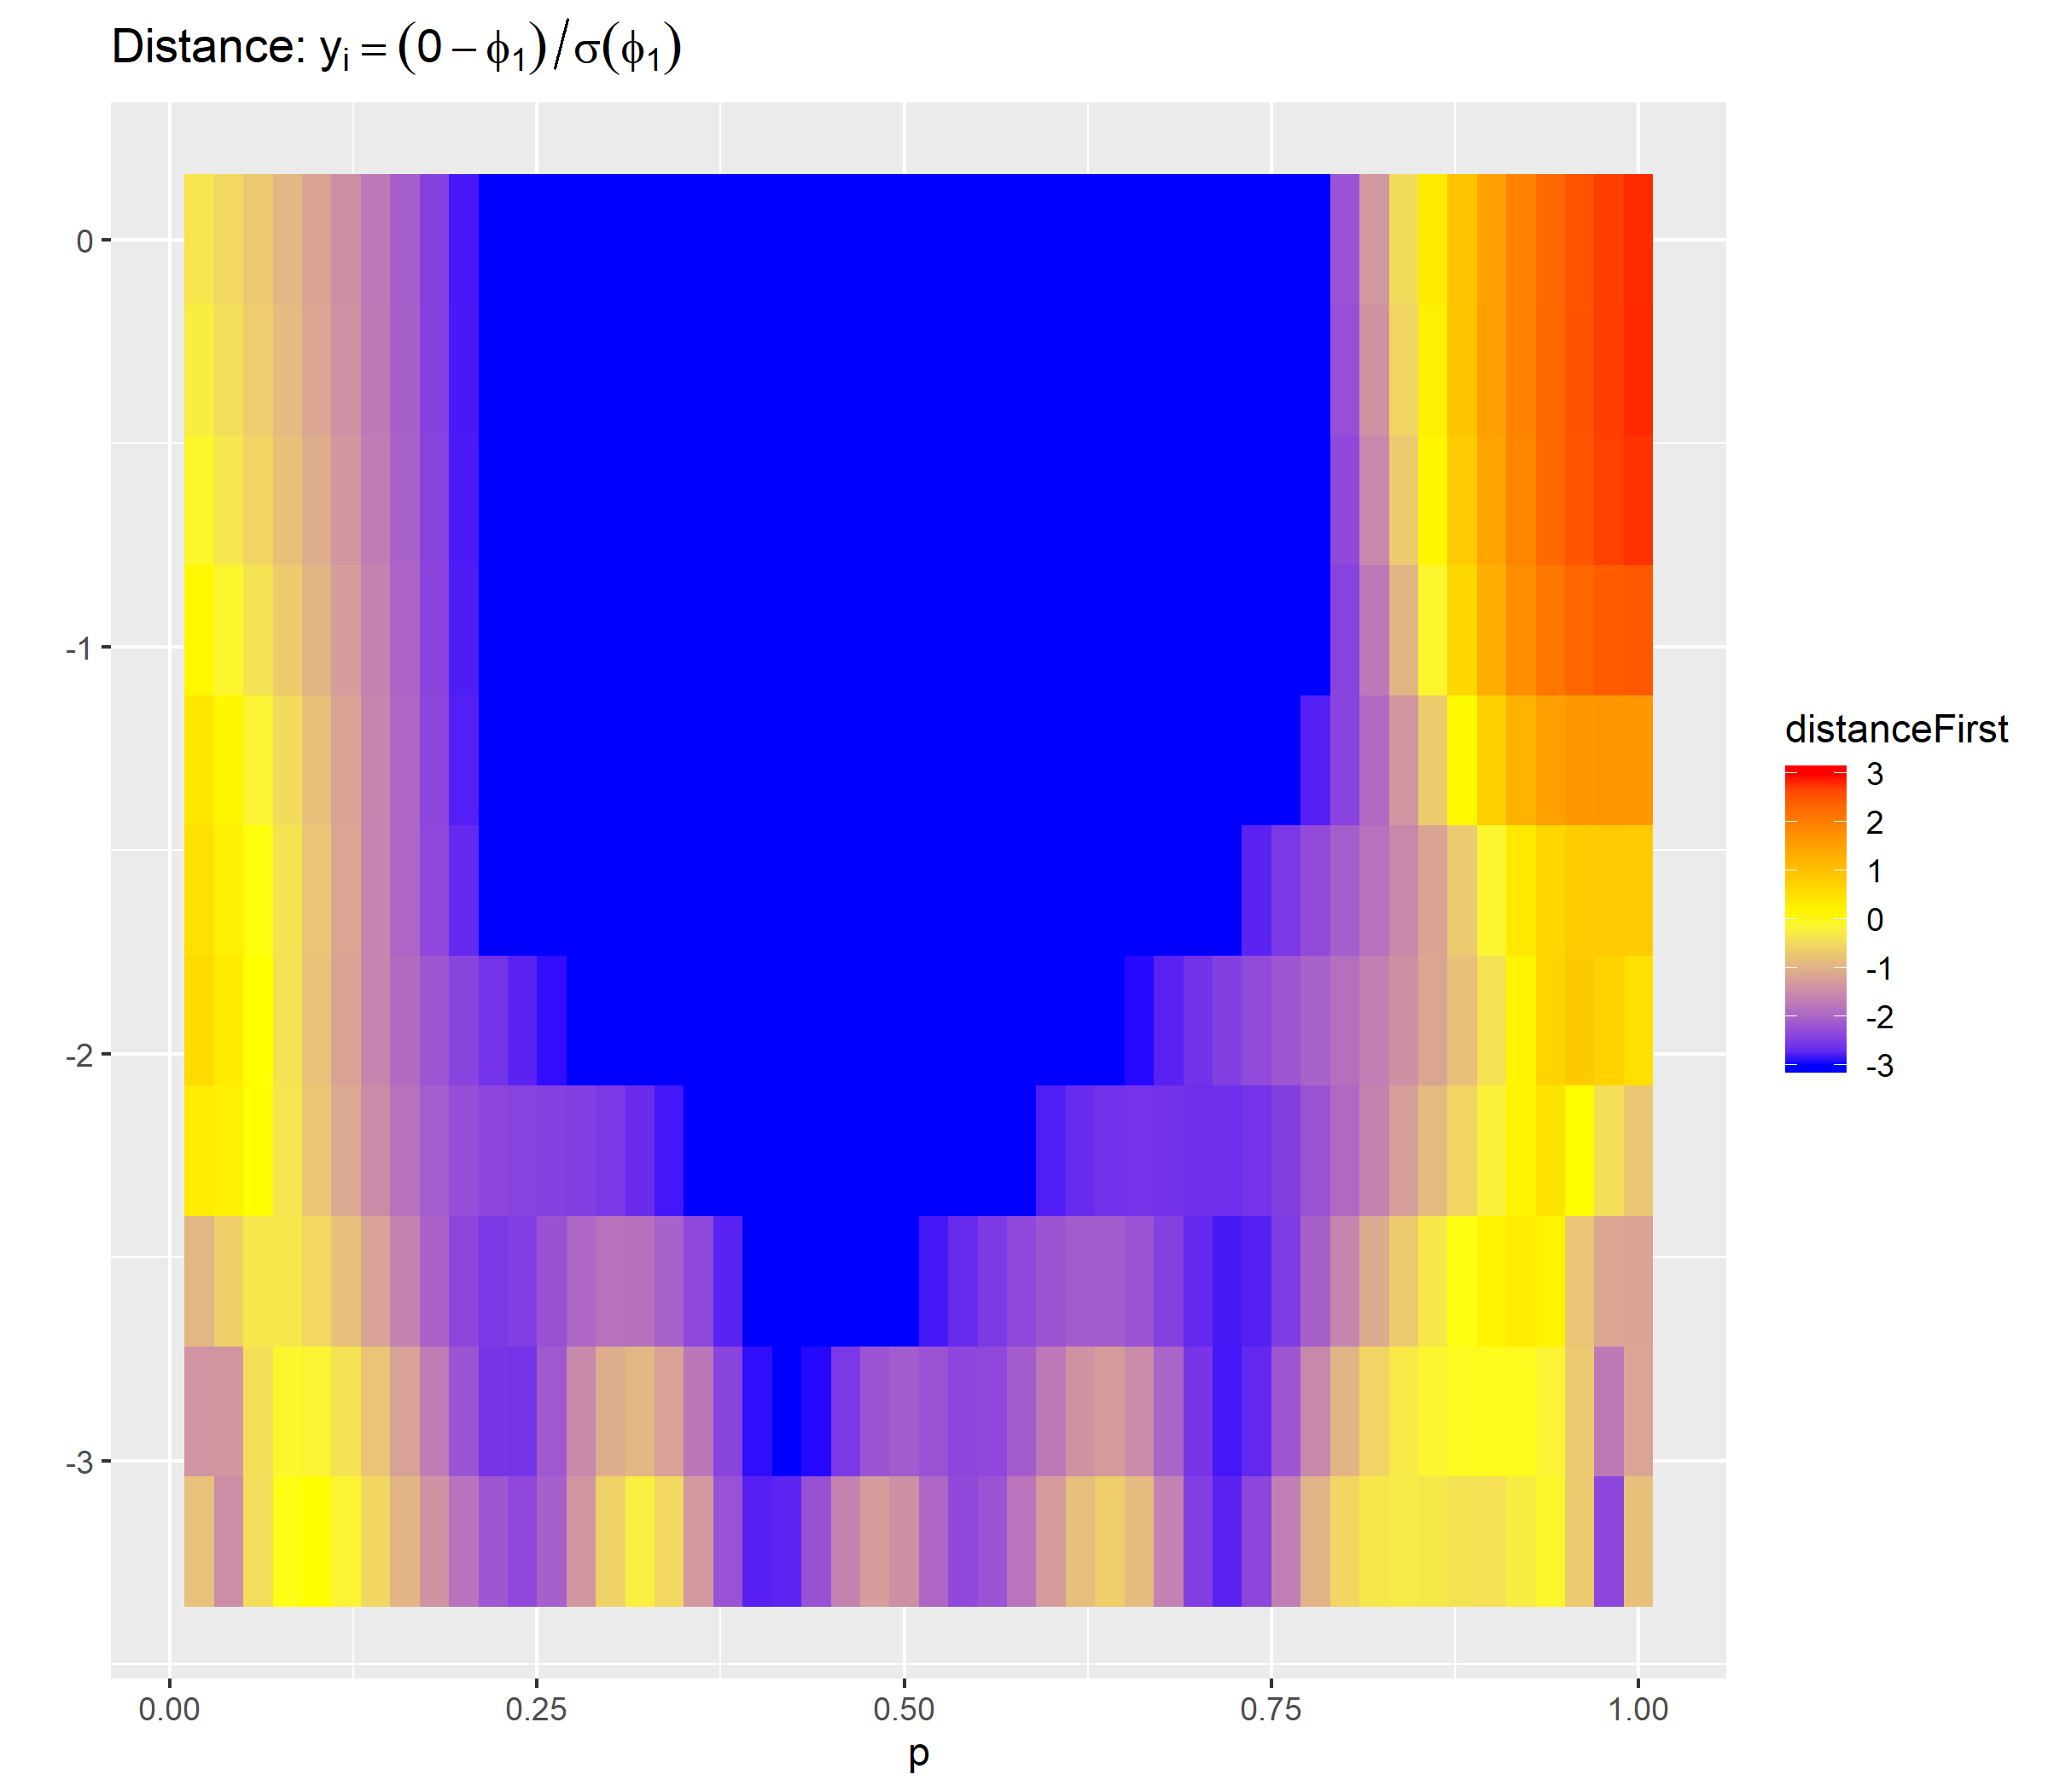 Distance: yᵢ = (0 − ϕ₁)/σ(ϕ₁)
0
-1
-2
-3
0.00 0.25 0.50 0.75 1.00
p
distanceFirst
3
2
1
0
-1
-2
-3